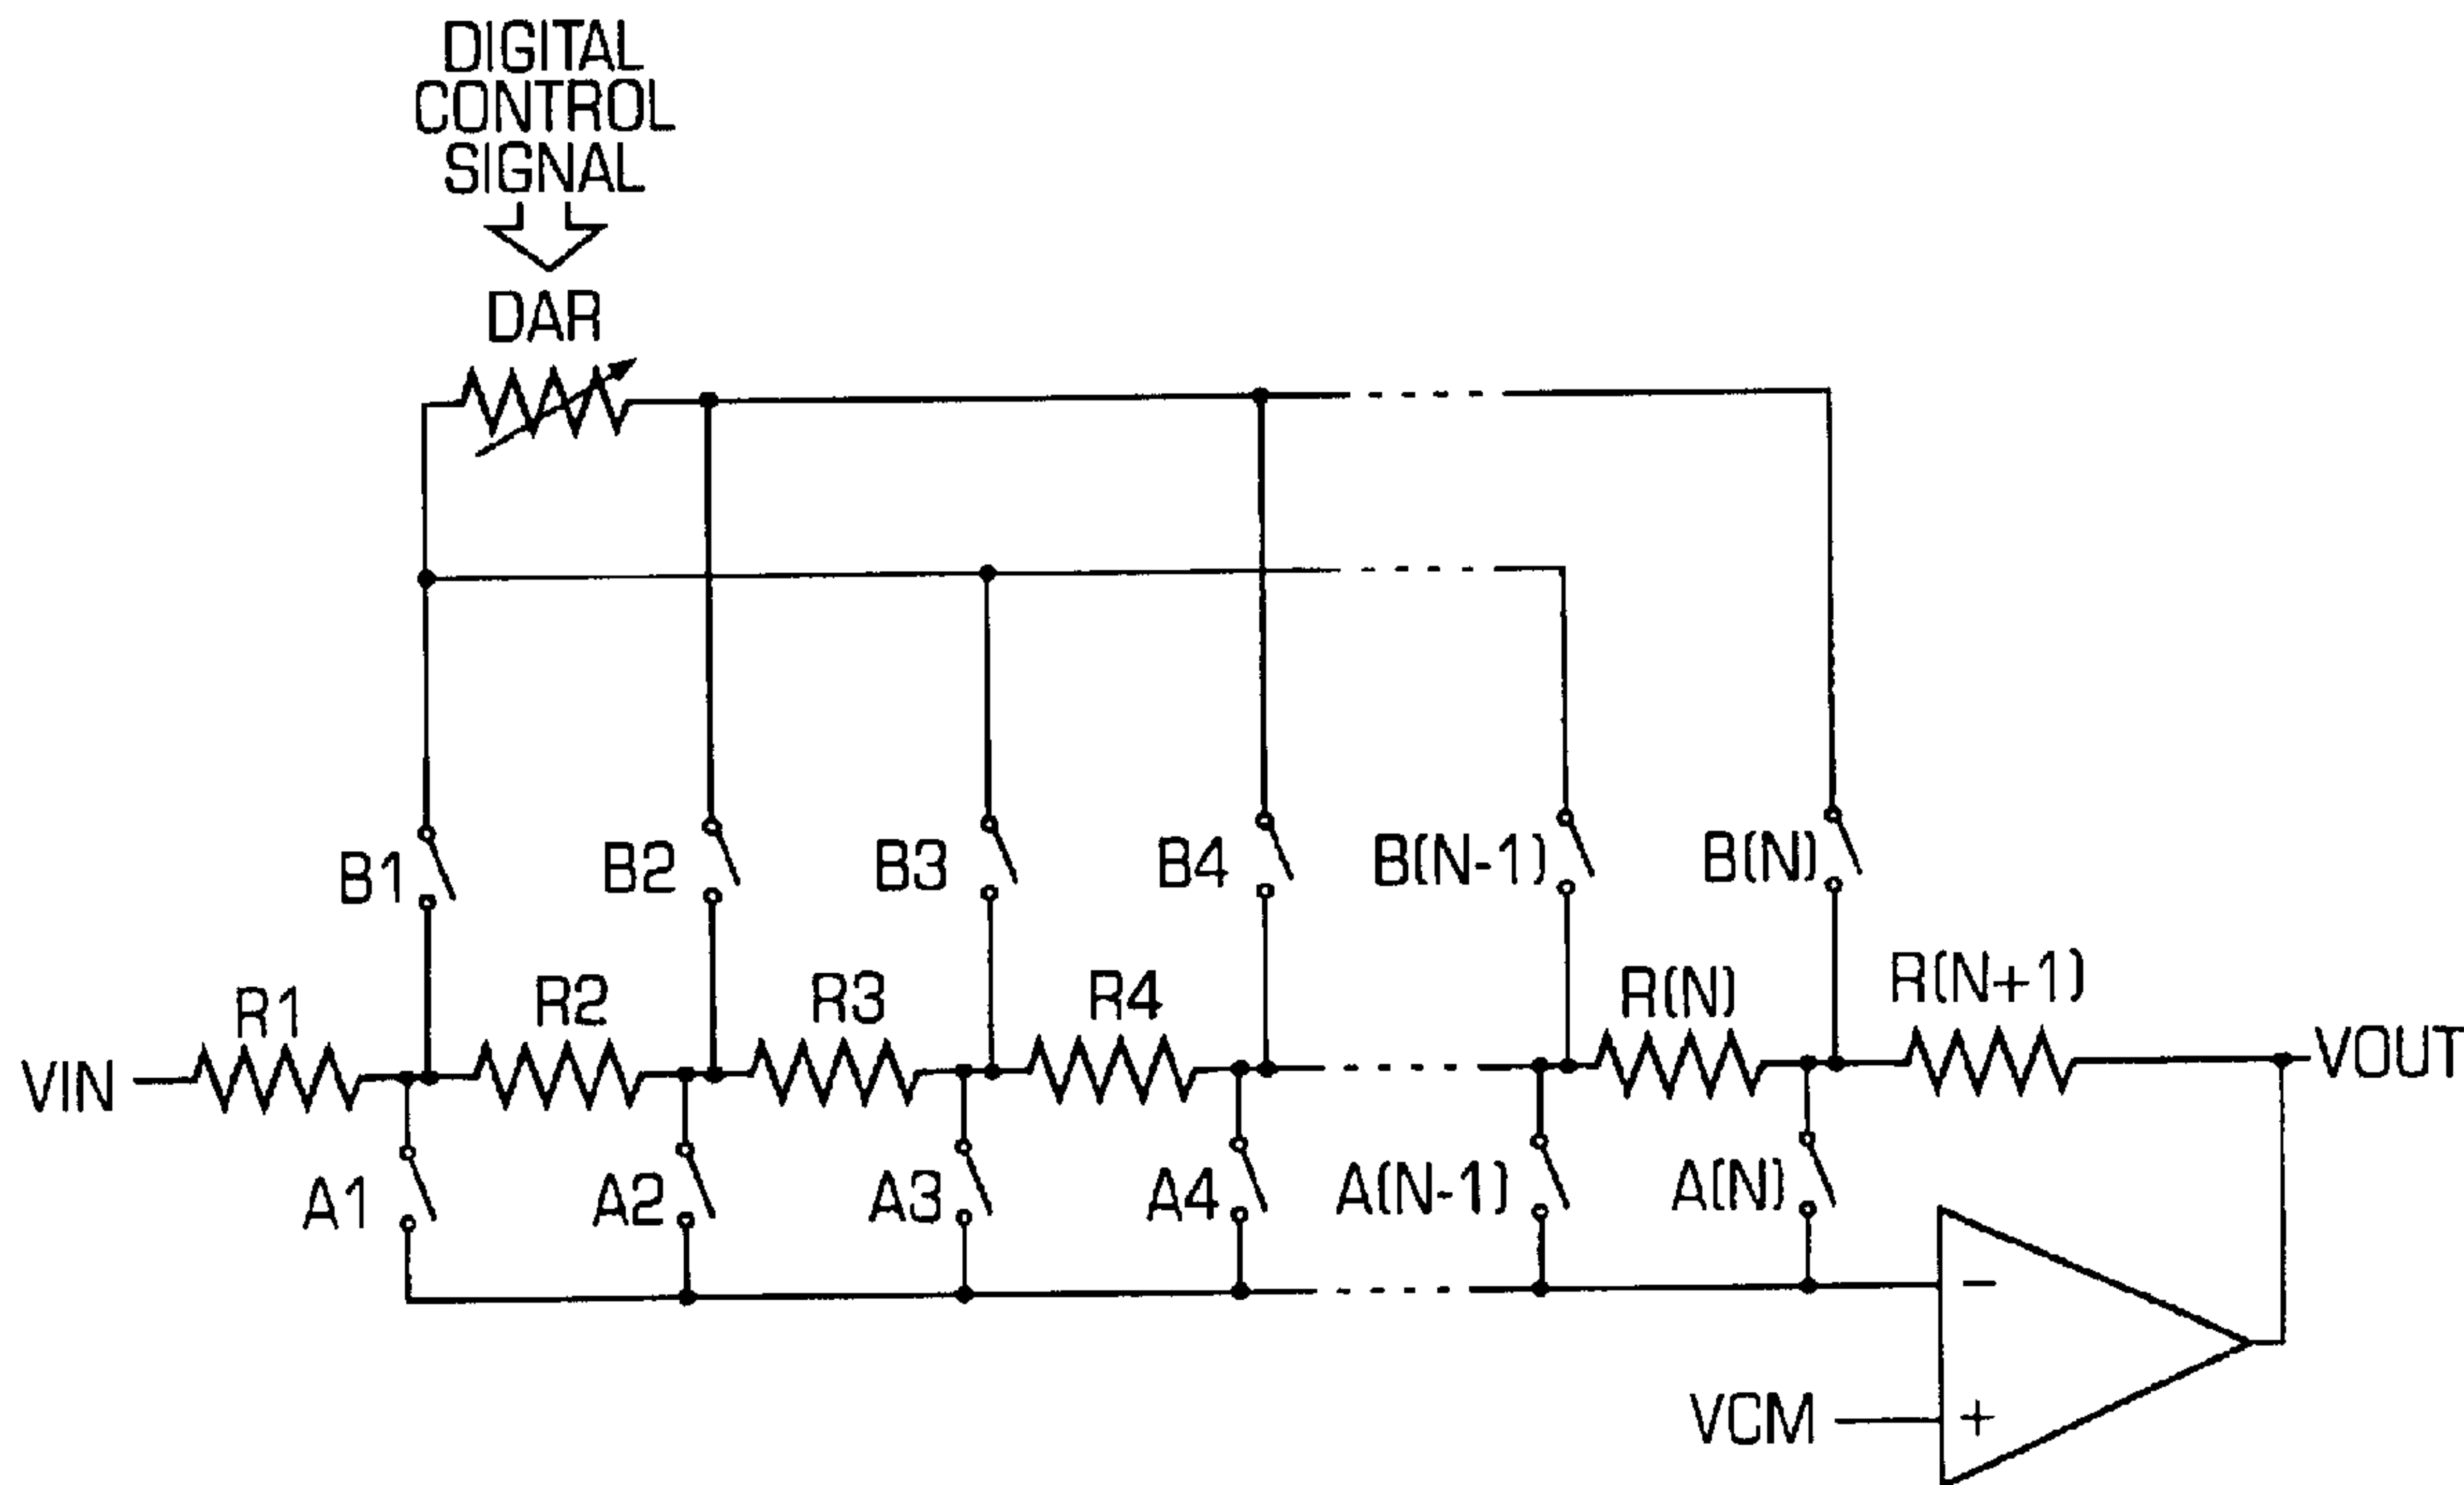 DIGITAL
CONTROL
SIGNAL
DAR
B1
B2
B3
B4
B(N-1)
B(N)
R1
R2
R3
R4
R(N)
R(N+1)
VIN
VOUT
A1
A2
A3
A4
A(N-1)
A(N)
−
VCM
+